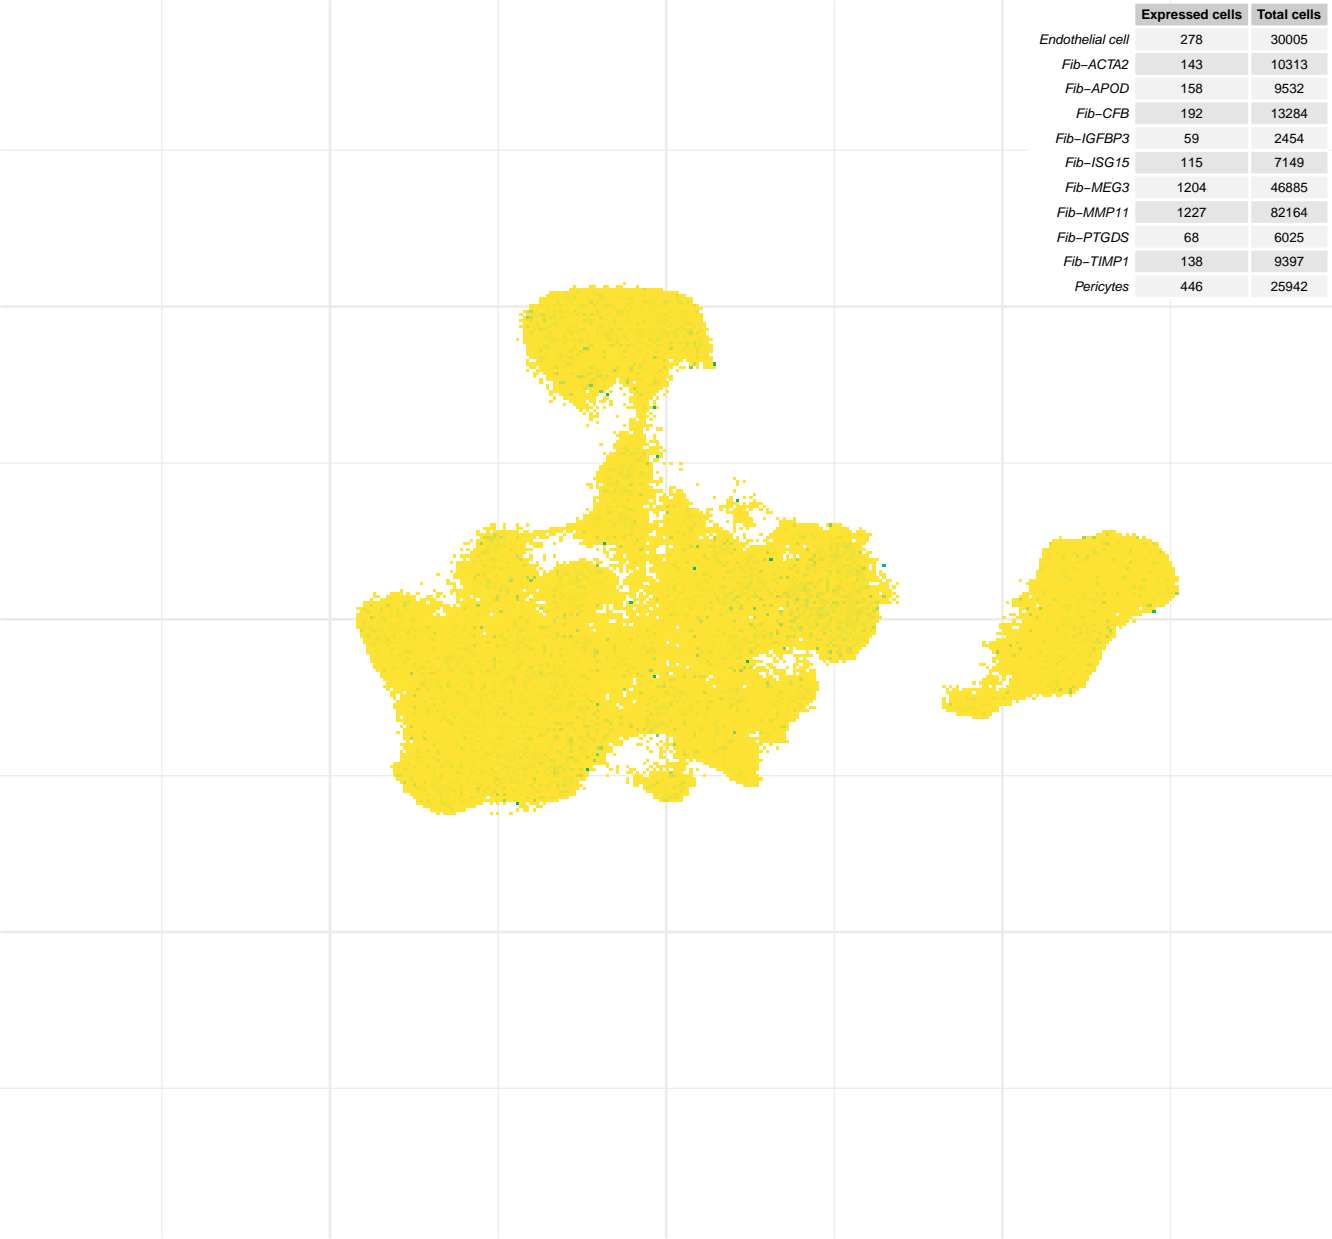 Expressed cells Total cells
Endothelial cell 278 30005
Fib−ACTA2 143 10313
Fib−APOD 158 9532
Fib−CFB 192 13284
Fib−IGFBP3 59 2454
Fib−ISG15 115 7149
Fib−MEG3 1204 46885
Fib−MMP11 1227 82164
Fib−PTGDS 68 6025
Fib−TIMP1 138 9397
Pericytes 446 25942